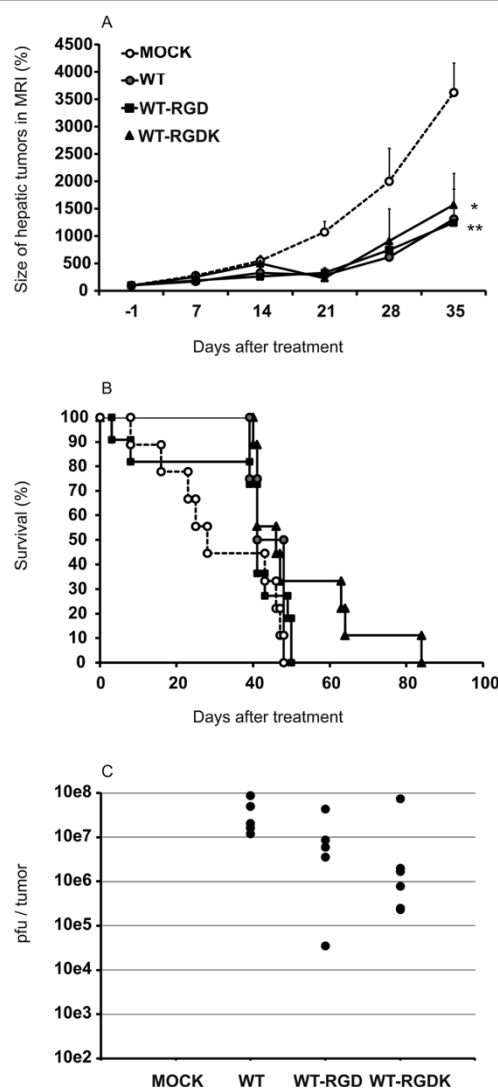 A
Size of hepatic tumors in MRI (%)
4500
4000
3500
3000
2500
2000
1500
1000
500
0
MOCK
WT
WT-RGD
WT-RGDK
*
**
-1 7 14 21 28 35
Days after treatment
B
Survival (%)
100
90
80
70
60
50
40
30
20
10
0
0 20 40 60 80 100
Days after treatment
C
pfu / tumor
10e8
10e7
10e6
10e5
10e4
10e3
10e2
MOCK WT WT-RGD WT-RGDK